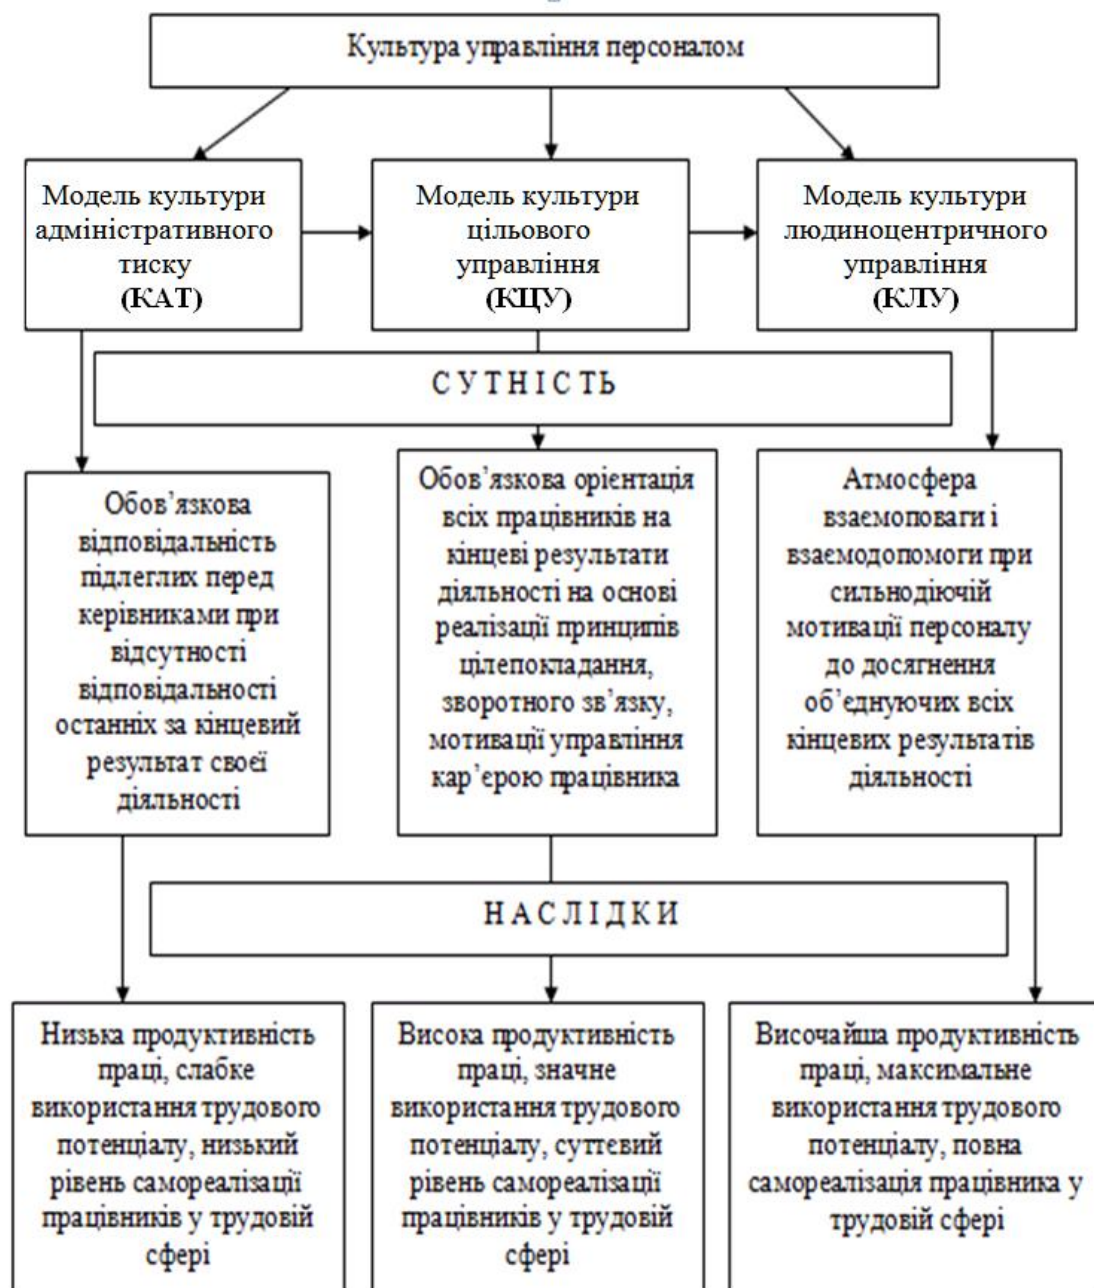 Культура управління персоналом
Модель культури
адміністративного
тиску
(КАТ)
Модель культури
цільового
управління
(КЦУ)
Модель культури
людиноцентричного
управління
(КЛУ)
С У Т Н І С Т Ь
Обов’язкова
відповідальність
підлеглих перед
керівниками при
відсутності
відповідальності
останніх за кінцевий
результат своєї
діяльності
Обов’язкова орієнтація
всіх працівників на
кінцеві результати
діяльності на основі
реалізації принципів
цілепокладання,
зворотного зв’язку,
мотивації управління
кар’єрою працівника
Атмосфера
взаємоповаги і
взаємодопомоги при
сильнодіючій
мотивації персоналу
до досягнення
об’єднуючих всіх
кінцевих результатів
діяльності
Н А С Л І Д К И
Низька продуктивність
праці, слабке
використання трудового
потенціалу, низький
рівень самореалізації
працівників у трудовій
сфері
Висока продуктивність
праці, значне
використання трудового
потенціалу, суттєвий
рівень самореалізації
працівників у трудовій
сфері
Височайша продуктивність
праці, максимальне
використання трудового
потенціалу, повна
самореалізація працівника у
трудовій сфері